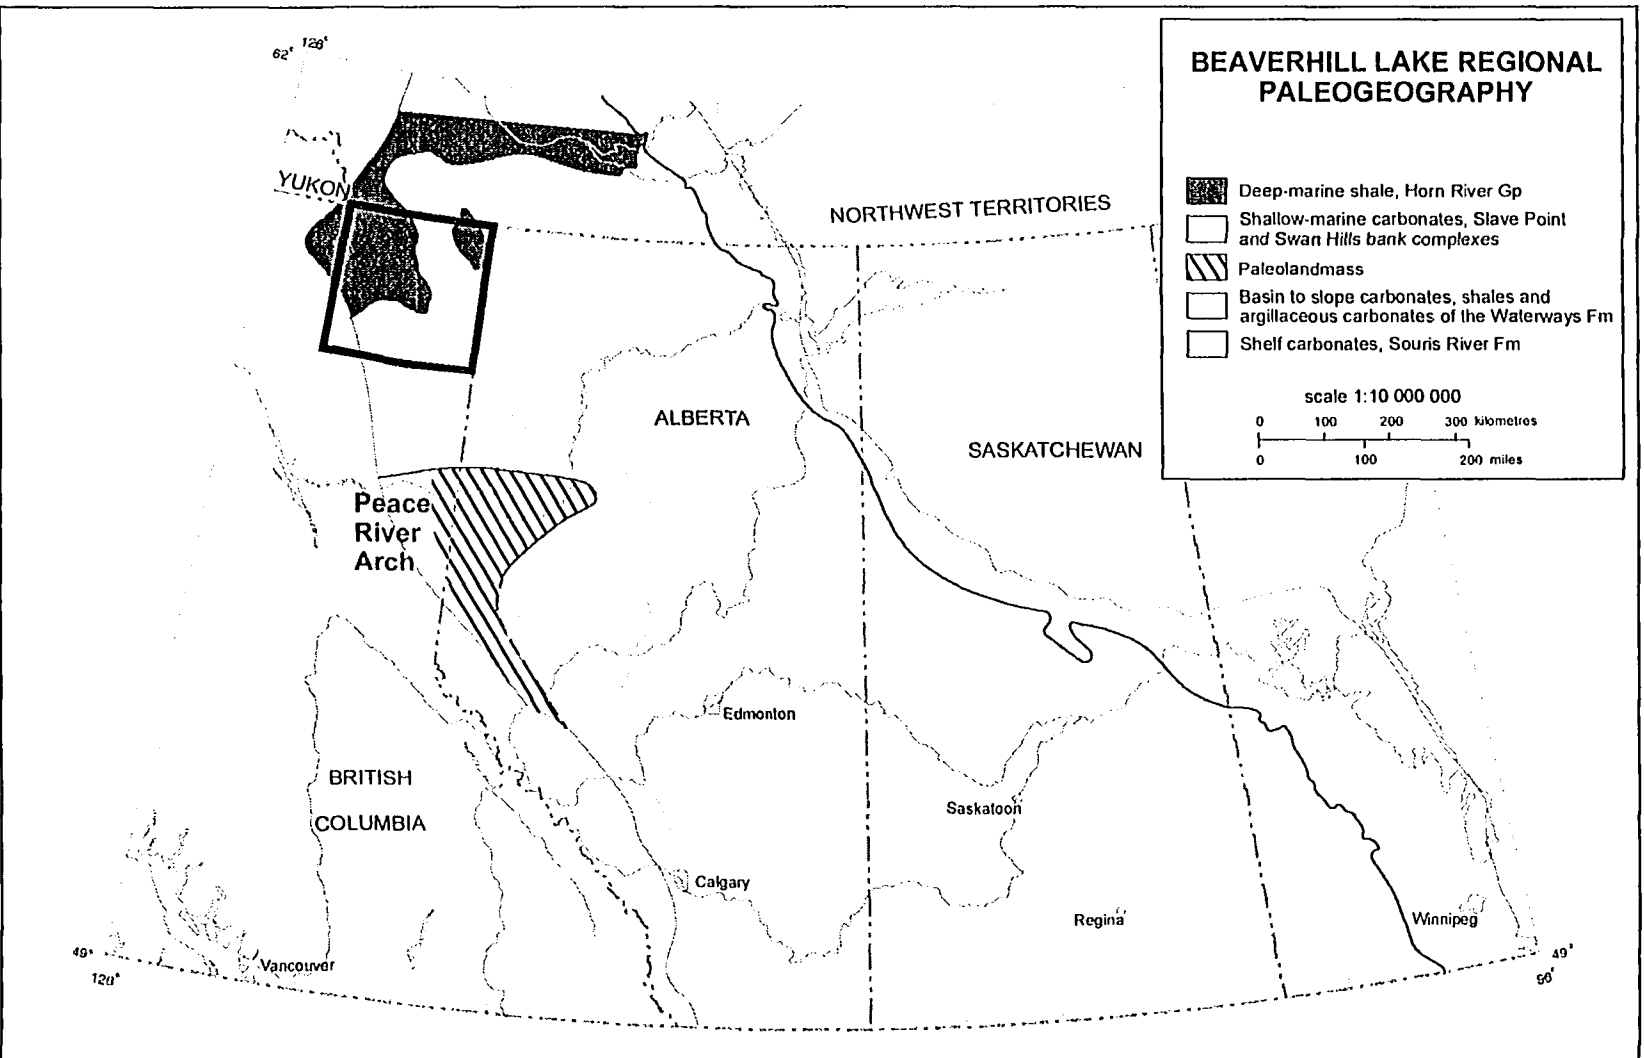 BEAVERHILL LAKE REGIONAL
PALEOGEOGRAPHY
Deep-marine shale, Horn River Gp
Shallow-marine carbonates, Slave Point
and Swan Hills bank complexes
Paleolandmass
Basin to slope carbonates, shales and
argillaceous carbonates of the Waterways Fm
Shelf carbonates, Souris River Fm
scale 1:10 000 000
0 100 200 300 kilometres
0 100 200 miles
62° 126°
YUKON
NORTHWEST TERRITORIES
ALBERTA
SASKATCHEWAN
Peace
River
Arch
Edmonton
BRITISH
COLUMBIA
Saskatoon
Calgary
Regina
Winnipeg
Vancouver
49°
126°
49°
96°